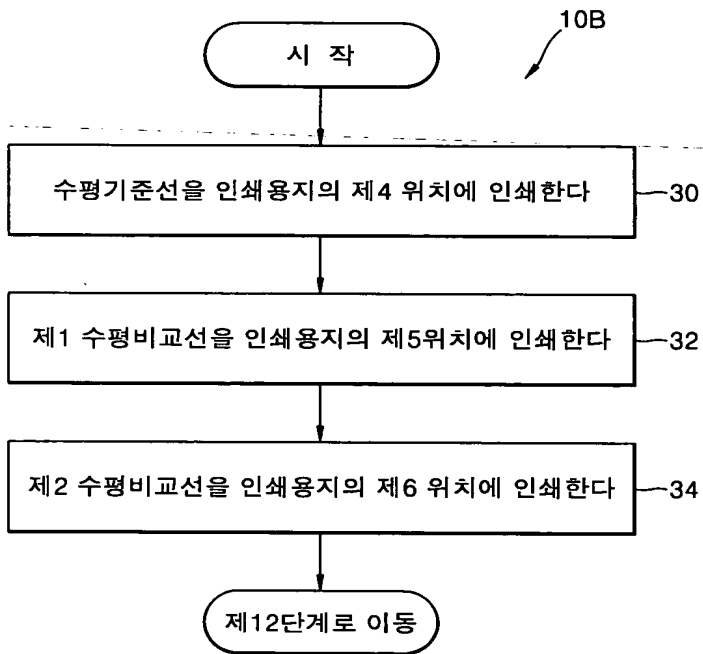 10B
시 작
수평기준선을 인쇄용지의 제4 위치에 인쇄한다
30
제1 수평비교선을 인쇄용지의 제5위치에 인쇄한다
32
제2 수평비교선을 인쇄용지의 제6 위치에 인쇄한다
34
제12단계로 이동